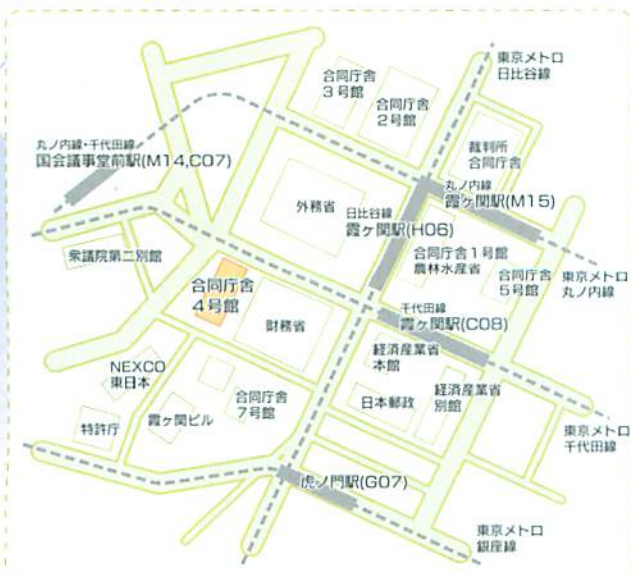 東京メトロ
日比谷線
合同庁舎
3号館
合同庁舎
2号館
丸ノ内線・千代田線
国会議事堂前駅(M14,C07)
裁判所
合同庁舎
丸ノ内線
霞ヶ関駅(M15)
外務省
日比谷線
霞ヶ関駅(H06)
衆議院第二別館
合同庁舎1号館
農林水産省
合同庁舎
5号館
東京メトロ
丸ノ内線
合同庁舎
4号館
財務省
千代田線
霞ヶ関駅(C08)
経済産業省
本館
NEXCO
東日本
合同庁舎
7号館
日本郵政
経済産業省
別館
特許庁
霞ヶ関ビル
東京メトロ
千代田線
虎ノ門駅(G07)
東京メトロ
銀座線